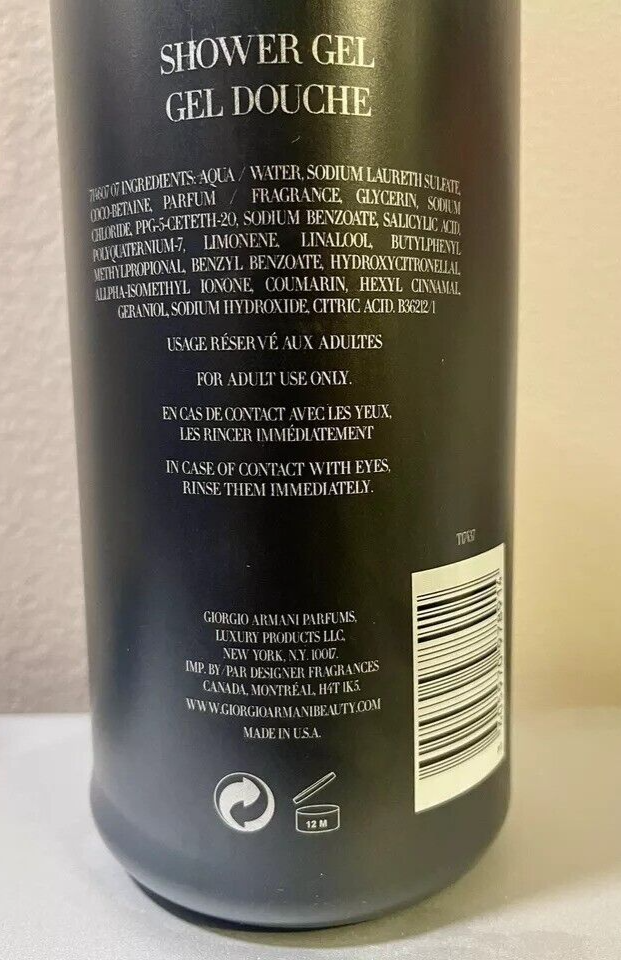 SHOWER GEL
GEL DOUCHE
714607 07 INGREDIENTS: AQUA / WATER, SODIUM LAURETH SULFATE,
COCO-BETAINE, PARFUM / FRAGRANCE, GLYCERIN, SODIUM
CHLORIDE, PPG-5-CETETH-20, SODIUM BENZOATE, SALICYLIC ACID,
POLYQUATERNIUM-7, LIMONENE, LINALOOL, BUTYLPHENYL
METHYLPROPIONAL, BENZYL BENZOATE, HYDROXYCITRONELLAL,
ALLPHA-ISOMETHYL IONONE, COUMARIN, HEXYL CINNAMAL,
GERANIOL, SODIUM HYDROXIDE, CITRIC ACID. B36212/1
USAGE RÉSERVÉ AUX ADULTES
FOR ADULT USE ONLY.
EN CAS DE CONTACT AVEC LES YEUX,
LES RINCER IMMÉDIATEMENT
IN CASE OF CONTACT WITH EYES,
RINSE THEM IMMEDIATELY.
GIORGIO ARMANI PARFUMS,
LUXURY PRODUCTS LLC,
NEW YORK, N.Y. 10017.
IMP. BY/PAR DESIGNER FRAGRANCES
CANADA, MONTRÉAL, H4T 1K5.
WWW.GIORGIOARMANIBEAUTY.COM
MADE IN U.S.A.
12 M